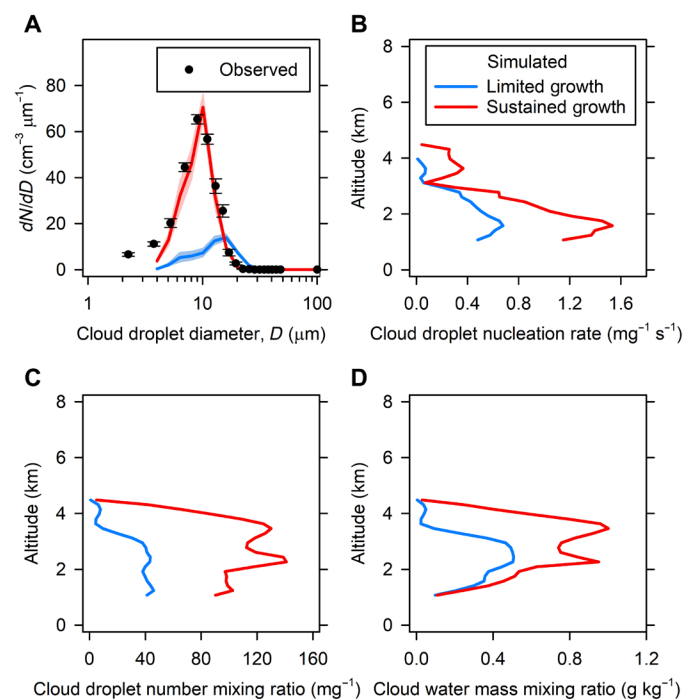 A
Observed
dN/dD (cm⁻³ μm⁻¹)
80
60
40
20
0
1
10
100
Cloud droplet diameter, D (μm)
B
Simulated
Limited growth
Sustained growth
Altitude (km)
8
6
4
2
0
0.0
0.4
0.8
1.2
1.6
Cloud droplet nucleation rate (mg⁻¹ s⁻¹)
C
Altitude (km)
8
6
4
2
0
0
40
80
120
160
Cloud droplet number mixing ratio (mg⁻¹)
D
Altitude (km)
8
6
4
2
0
0.0
0.4
0.8
1.2
Cloud water mass mixing ratio (g kg⁻¹)